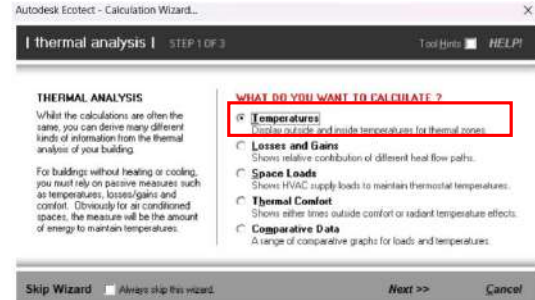 Autodesk Ecotect - Calculation Wizard...
| thermal analysis | STEP 1 OF 3 Tool Hints HELP!
THERMAL ANALYSIS
Whilst the calculations are often the
same, you can derive many different
kinds of information from the thermal
analysis of your building.
For buildings without heating or cooling,
you must rely on passive measures such
as temperatures, losses/gains and
comfort. Obviously for air conditioned
spaces, the measure will be the amount
of energy to maintain temperatures.
WHAT DO YOU WANT TO CALCULATE ?
Temperatures
Display outside and inside temperatures for thermal zones.
Losses and Gains
Shows relative contribution of different heat flow paths.
Space Loads
Shows HVAC supply loads to maintain thermostat temperatures.
Thermal Comfort
Shows either times outside comfort or radiant temperature effects.
Comparative Data
A range of comparative graphs for loads and temperatures.
Skip Wizard Always skip this wizard. Next >> Cancel